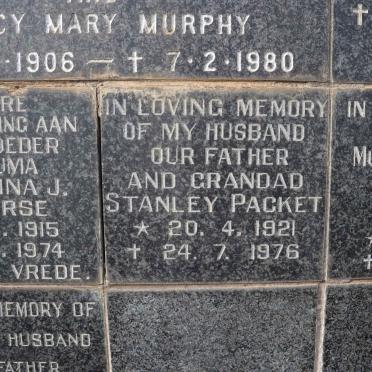 CY MARY MURPHY
1906 — † 7·2·1980
ING AAN
OEDER
UMA
INA J.
RSE
1915
1974
VREDE.
IN LOVING MEMORY
OF MY HUSBAND
OUR FATHER
AND GRANDAD
STANLEY PACKET
* 20. 4. 1921
† 24. 7. 1976
IN
MEMORY OF
HUSBAND
FATHER